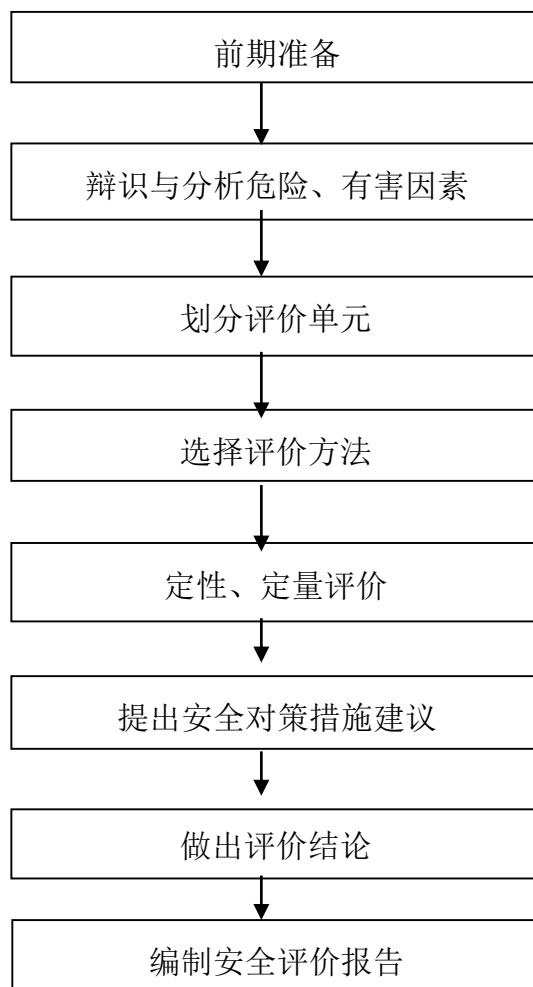 前期准备
辩识与分析危险、有害因素
划分评价单元
选择评价方法
定性、定量评价
提出安全对策措施建议
做出评价结论
编制安全评价报告